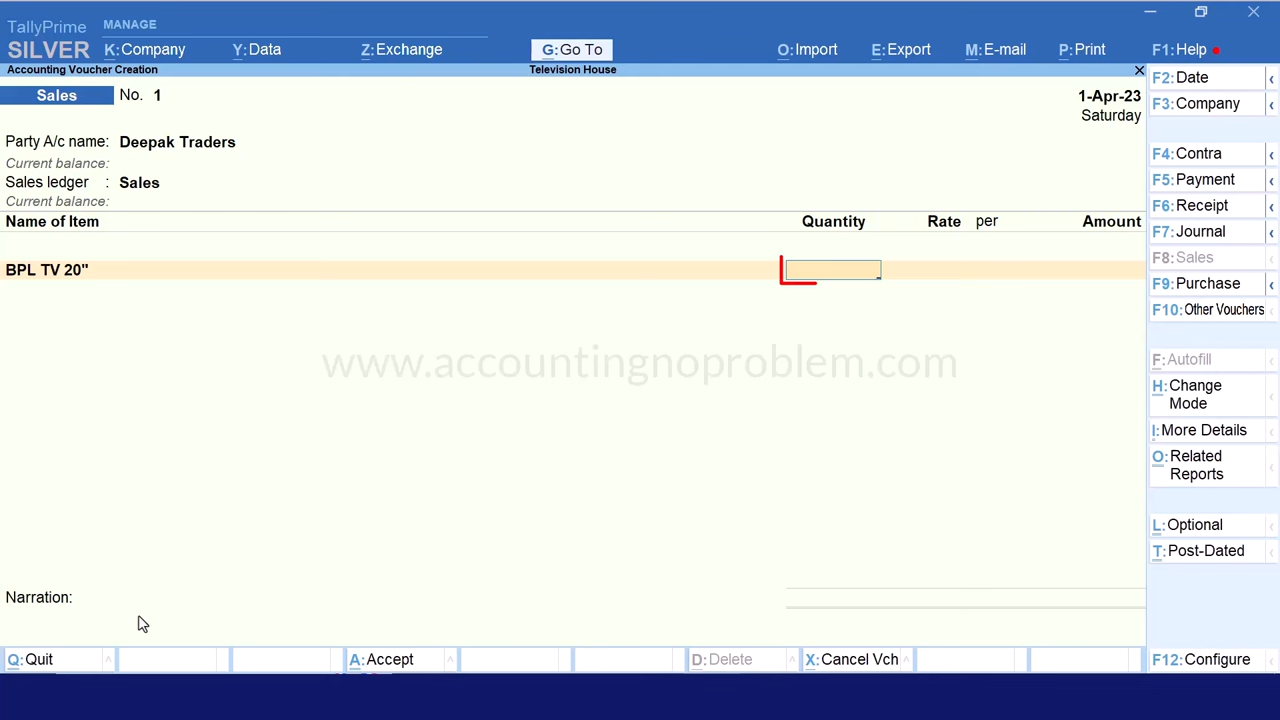 TallyPrime MANAGE
SILVER K:Company Y:Data Z:Exchange G:Go To O:Import E:Export M:E-mail P:Print F1:Help
Accounting Voucher Creation Television House
Sales No. 1 1-Apr-23
Saturday
Party A/c name: Deepak Traders
Current balance:
Sales ledger : Sales
Current balance:
Name of Item Quantity Rate per Amount
BPL TV 20"
www.accountingnoproblem.com
Narration:
Q:Quit A:Accept D:Delete X:Cancel Vch
F2:Date
F3:Company
F4:Contra
F5:Payment
F6:Receipt
F7:Journal
F8:Sales
F9:Purchase
F10:Other Vouchers
F:Autofill
H:Change
Mode
I:More Details
O:Related
Reports
L:Optional
T:Post-Dated
F12:Configure